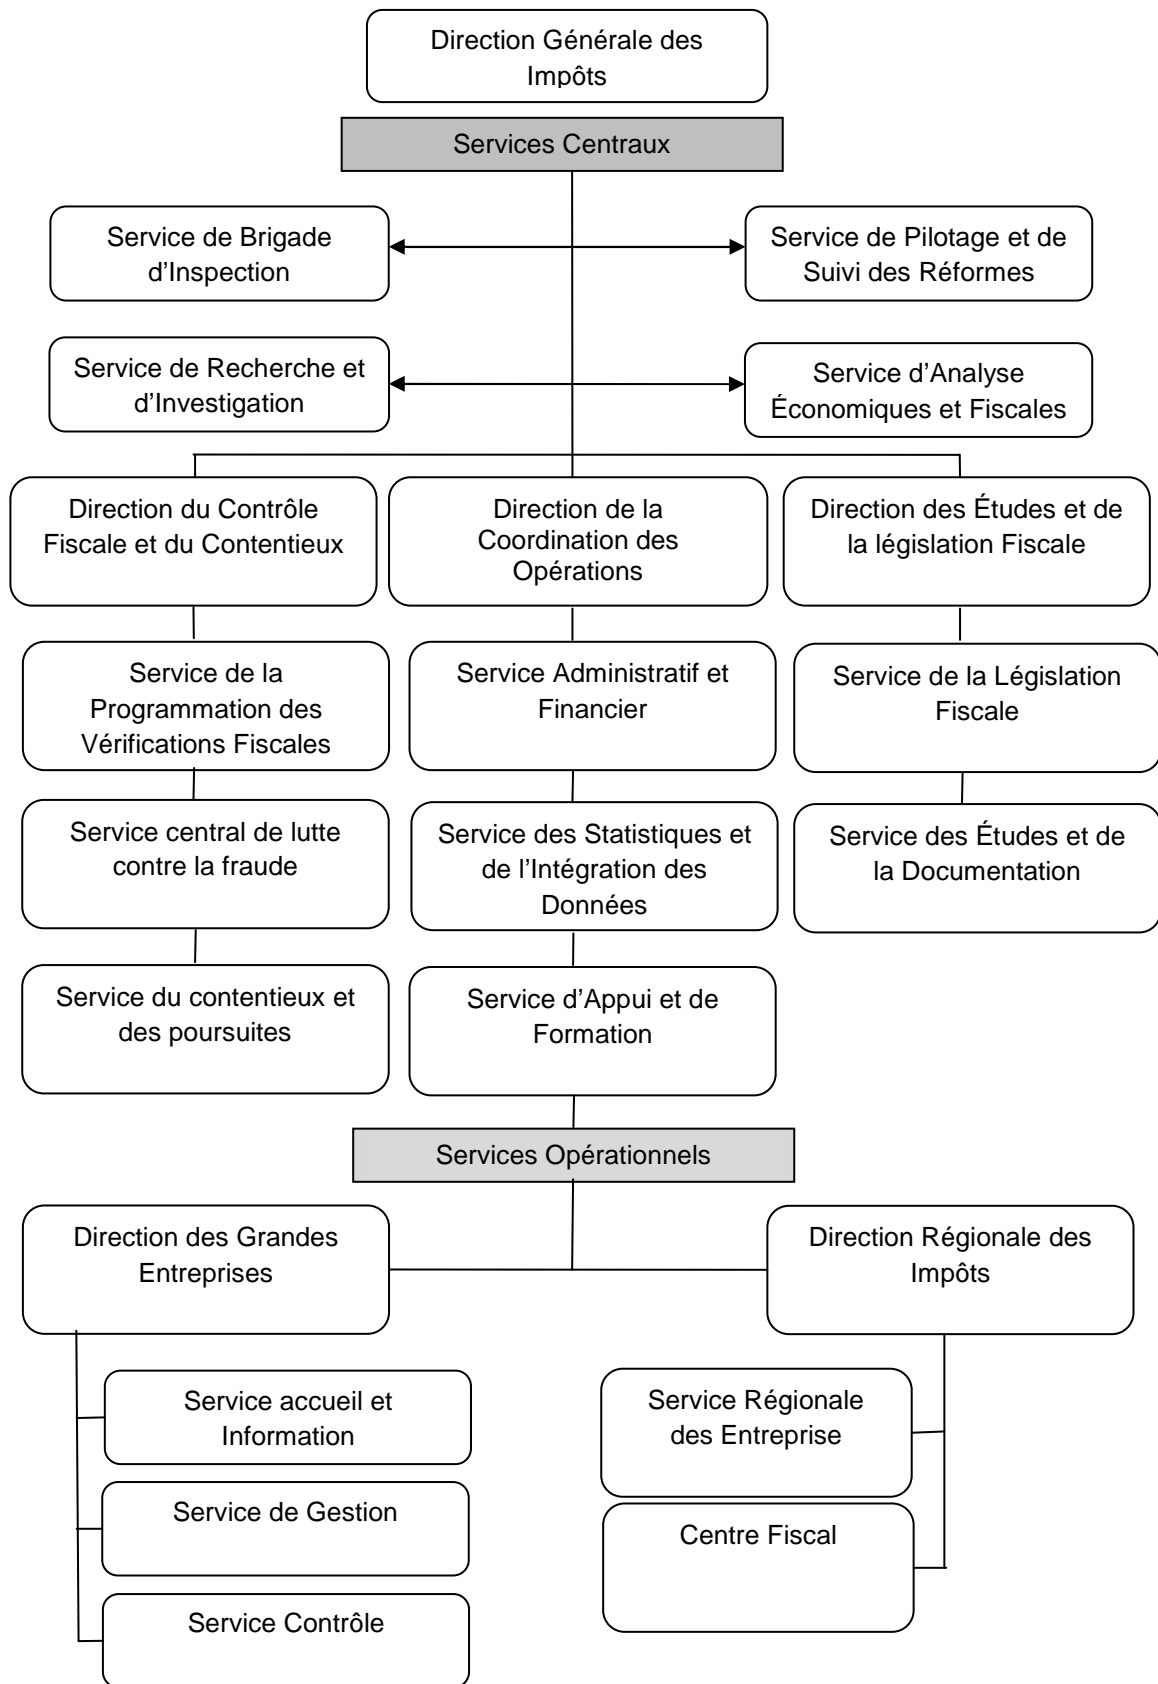 Direction Générale des
Impôts
Services Centraux
Service de Brigade
d’Inspection
Service de Pilotage et de
Suivi des Réformes
Service de Recherche et
d’Investigation
Service d’Analyse
Économiques et Fiscales
Direction du Contrôle
Fiscale et du Contentieux
Direction de la
Coordination des
Opérations
Direction des Études et de
la législation Fiscale
Service de la
Programmation des
Vérifications Fiscales
Service Administratif et
Financier
Service de la Législation
Fiscale
Service central de lutte
contre la fraude
Service des Statistiques et
de l’Intégration des
Données
Service des Études et de
la Documentation
Service du contentieux et
des poursuites
Service d’Appui et de
Formation
Services Opérationnels
Direction des Grandes
Entreprises
Direction Régionale des
Impôts
Service accueil et
Information
Service de Gestion
Service Contrôle
Service Régionale
des Entreprise
Centre Fiscal